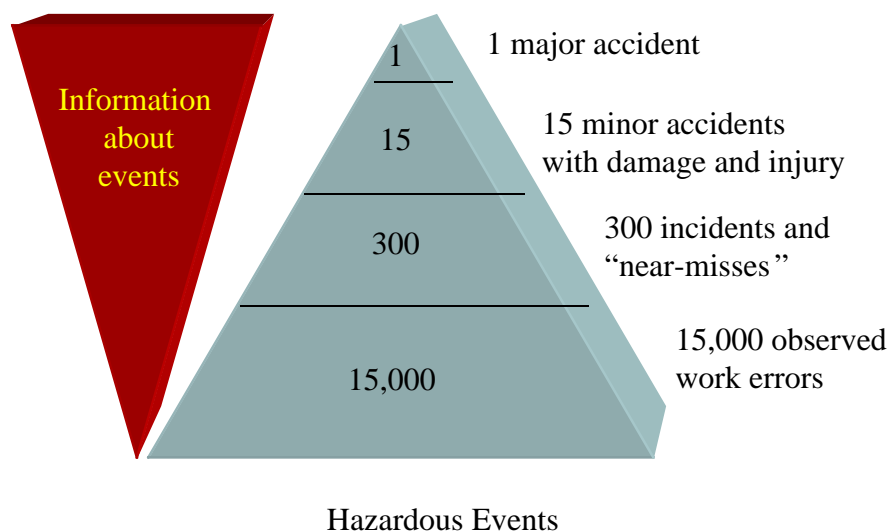 Information
about
events
1
1 major accident
15
15 minor accidents
with damage and injury
300
300 incidents and
“near-misses”
15,000
15,000 observed
work errors
Hazardous Events